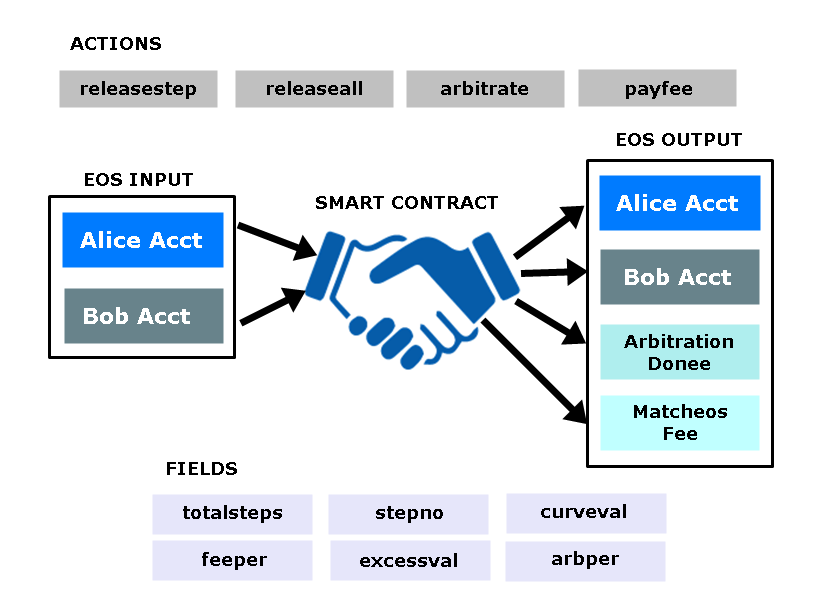 ACTIONS
releasestep
releaseall
arbitrate
payfee
EOS INPUT
Alice Acct
Bob Acct
SMART CONTRACT
EOS OUTPUT
Alice Acct
Bob Acct
Arbitration
Donee
Matcheos
Fee
FIELDS
totalsteps
stepno
curveval
feeper
excessval
arbper